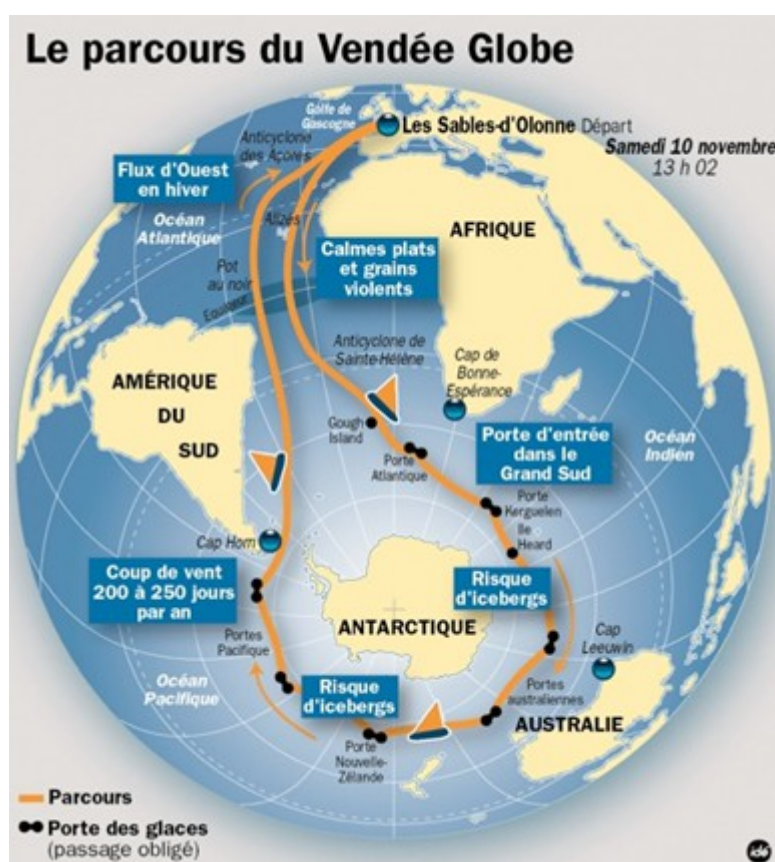 Le parcours du Vendée Globe
Golfe de
Gascogne
Les Sables-d'Olonne Départ
Samedi 10 novembre
13 h 02
Anticyclone
des Açores
Flux d'Ouest
en hiver
Océan
Atlantique
Alizés
AFRIQUE
Calmes plats
et grains
violents
Pot
au noir
Equateur
Anticyclone de
Sainte-Hélène
Cap de
Bonne-
Espérance
AMÉRIQUE
DU
SUD
Gough
Island
Porte
Atlantique
Porte d'entrée
dans le
Grand Sud
Océan
Indien
Porte
Kerguelen
Ile
Heard
Cap Horn
Coup de vent
200 à 250 jours
par an
Risque
d'icebergs
ANTARCTIQUE
Cap
Leeuwin
Portes
Pacifique
Océan
Pacifique
Risque
d'icebergs
Portes
australiennes
AUSTRALIE
Porte
Nouvelle-
Zélande
Parcours
Porte des glaces
(passage obligé)
idé